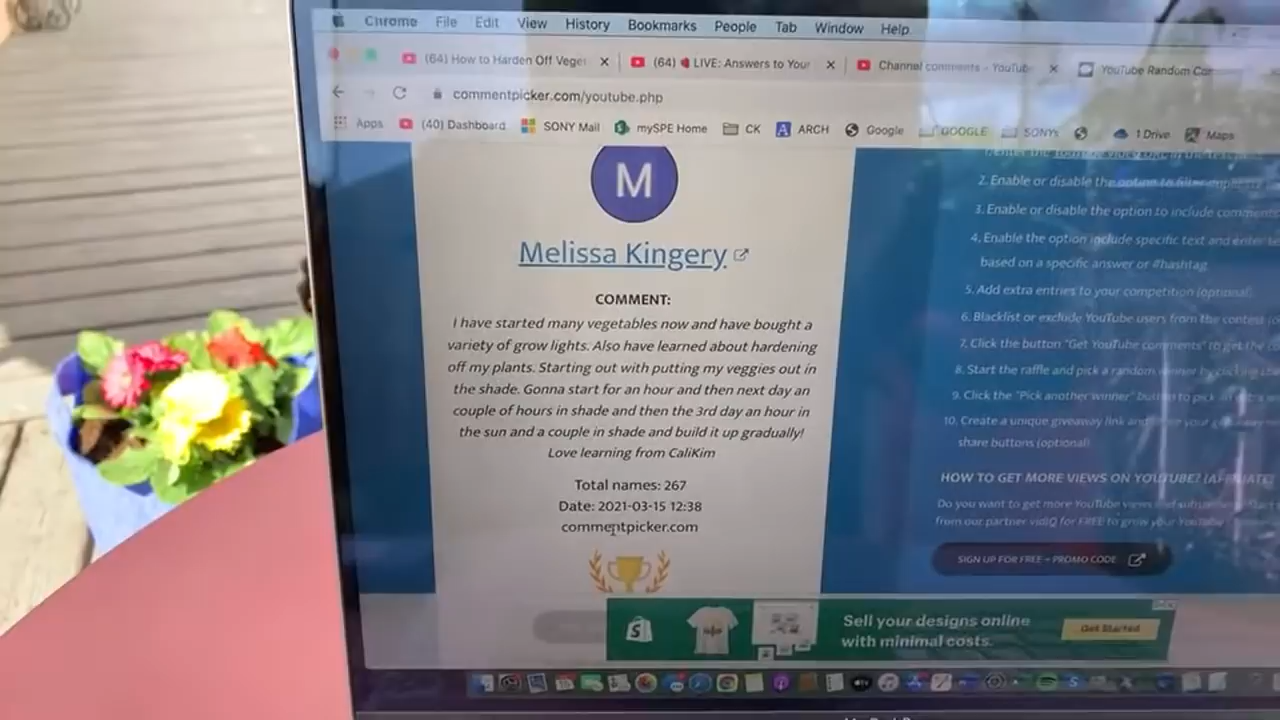 Chrome File Edit View History Bookmarks People Tab Window Help
(64) How to Harden Off Veget
(64) LIVE: Answers to Your
Channel comments - YouTube
YouTube Random Com
commentpicker.com/youtube.php
Apps (40) Dashboard SONY Mail mySPE Home CK A ARCH Google GOOGLE SONY 1 Drive Maps
M
Melissa Kingery
COMMENT:
I have started many vegetables now and have bought a
variety of grow lights. Also have learned about hardening
off my plants. Starting out with putting my veggies out in
the shade. Gonna start for an hour and then next day an
couple of hours in shade and then the 3rd day an hour in
the sun and a couple in shade and build it up gradually!
Love learning from CaliKim
Total names: 267
Date: 2021-03-15 12:38
commentpicker.com
2. Enable or disable the option to filter duplicate
3. Enable or disable the option to include comments
4. Enable the option include specific text and enter
based on a specific answer or #hashtag
5. Add extra entries to your competition (optional)
6. Blacklist or exclude YouTube users from the contest
7. Click the button "Get YouTube comments" to get the
8. Start the raffle and pick a random winner by clicking
9. Click the "Pick another winner" button to pick
10. Create a unique giveaway link and
share buttons (optional)
HOW TO GET MORE VIEWS ON YOUTUBE? (AFFILIATE)
Do you want to get more YouTube views and
from our partner vidIQ for FREE to grow your YouTube
SIGN UP FOR FREE - PROMO CODE
Sell your designs online
with minimal costs.
Get Started